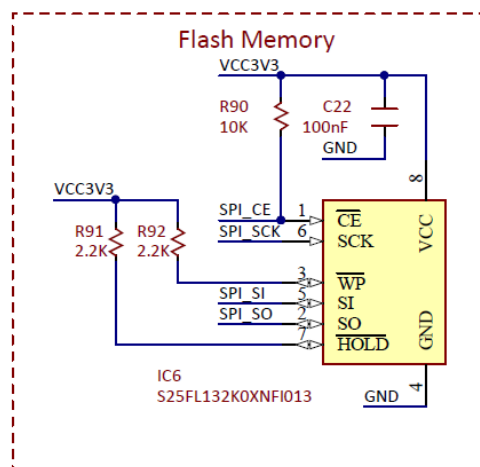 Flash Memory
VCC3V3
R90
10K
C22
100nF
GND
8
VCC3V3
R91
2.2K
R92
2.2K
SPI_CE
1
CE
SPI_SCK
6
SCK
VCC
3
WP
SPI_SI
5
SI
SPI_SO
2
SO
7
HOLD
GND
IC6
S25FL132K0XNFI013
GND
4